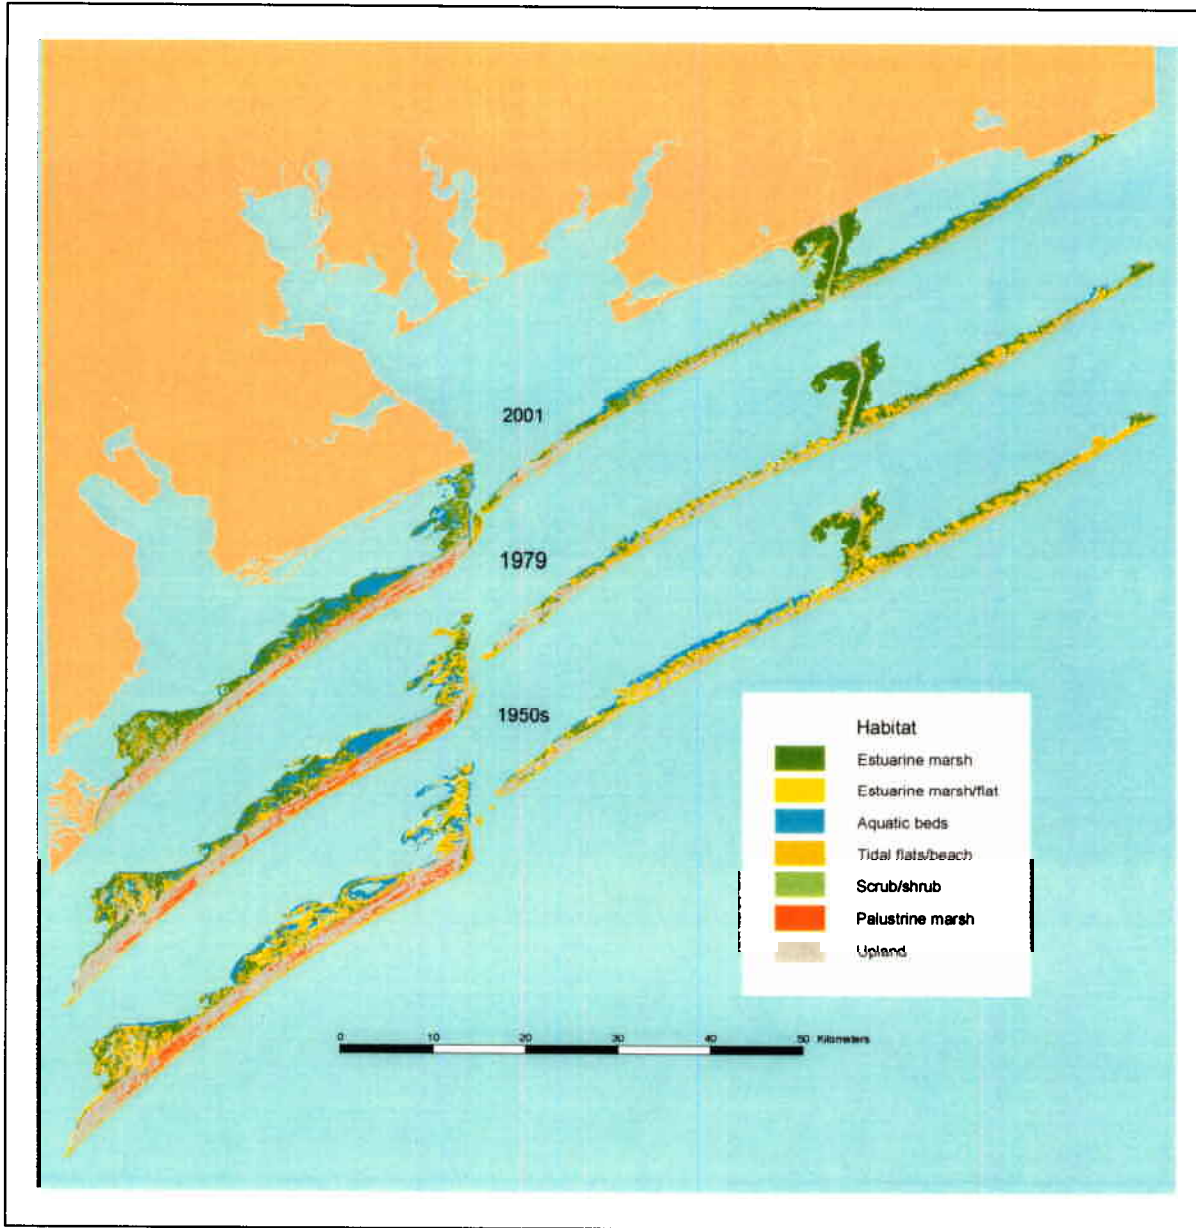 2001
1979
1950s
Habitat
Estuarine marsh
Estuarine marsh/flat
Aquatic beds
Tidal flats/beach
Scrub/shrub
Palustrine marsh
Upland
0 10 20 30 40 50 Kilometers